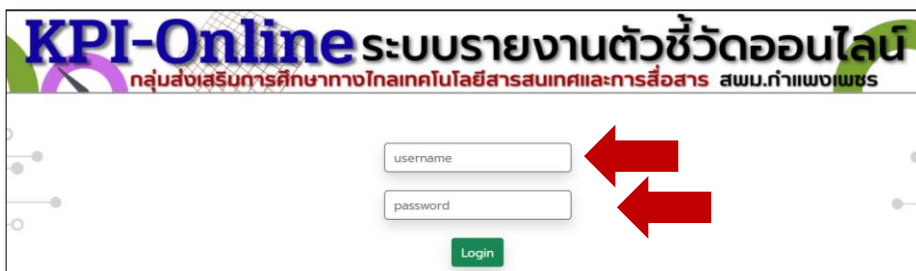 KPI-Online ระบบรายงานตัวชี้วัดออนไลน์
กลุ่มส่งเสริมการศึกษาทางไกลเทคโนโลยีสารสนเทศและการสื่อสาร สพม.กำแพงเพชร
username
password
Login